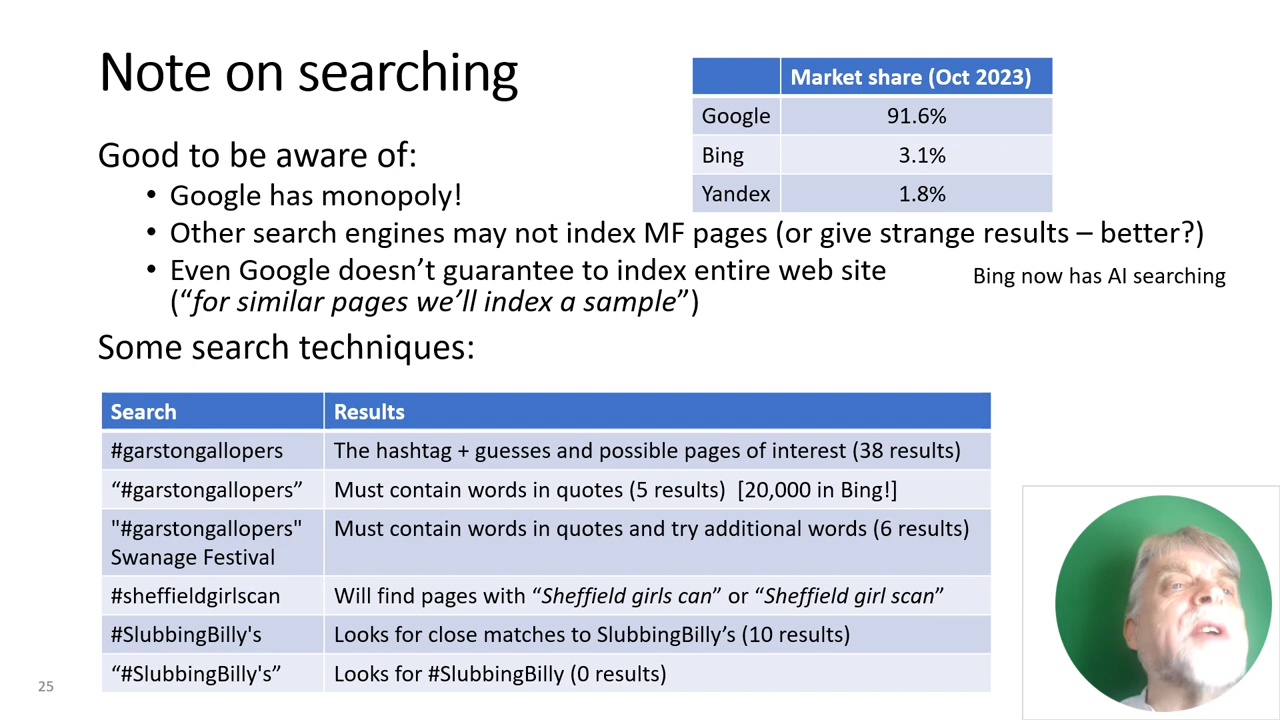 Note on searching
Market share (Oct 2023)
Google 91.6%
Bing 3.1%
Yandex 1.8%
Good to be aware of:
• Google has monopoly!
• Other search engines may not index MF pages (or give strange results – better?)
• Even Google doesn’t guarantee to index entire web site
(“for similar pages we’ll index a sample”)
Bing now has AI searching
Some search techniques:
Search Results
#garstongallopers The hashtag + guesses and possible pages of interest (38 results)
“#garstongallopers” Must contain words in quotes (5 results) [20,000 in Bing!]
"#garstongallopers" Must contain words in quotes and try additional words (6 results)
Swanage Festival
#sheffieldgirlscan Will find pages with “Sheffield girls can” or “Sheffield girl scan”
#SlubbingBilly's Looks for close matches to SlubbingBilly’s (10 results)
“#SlubbingBilly's” Looks for #SlubbingBilly (0 results)
25